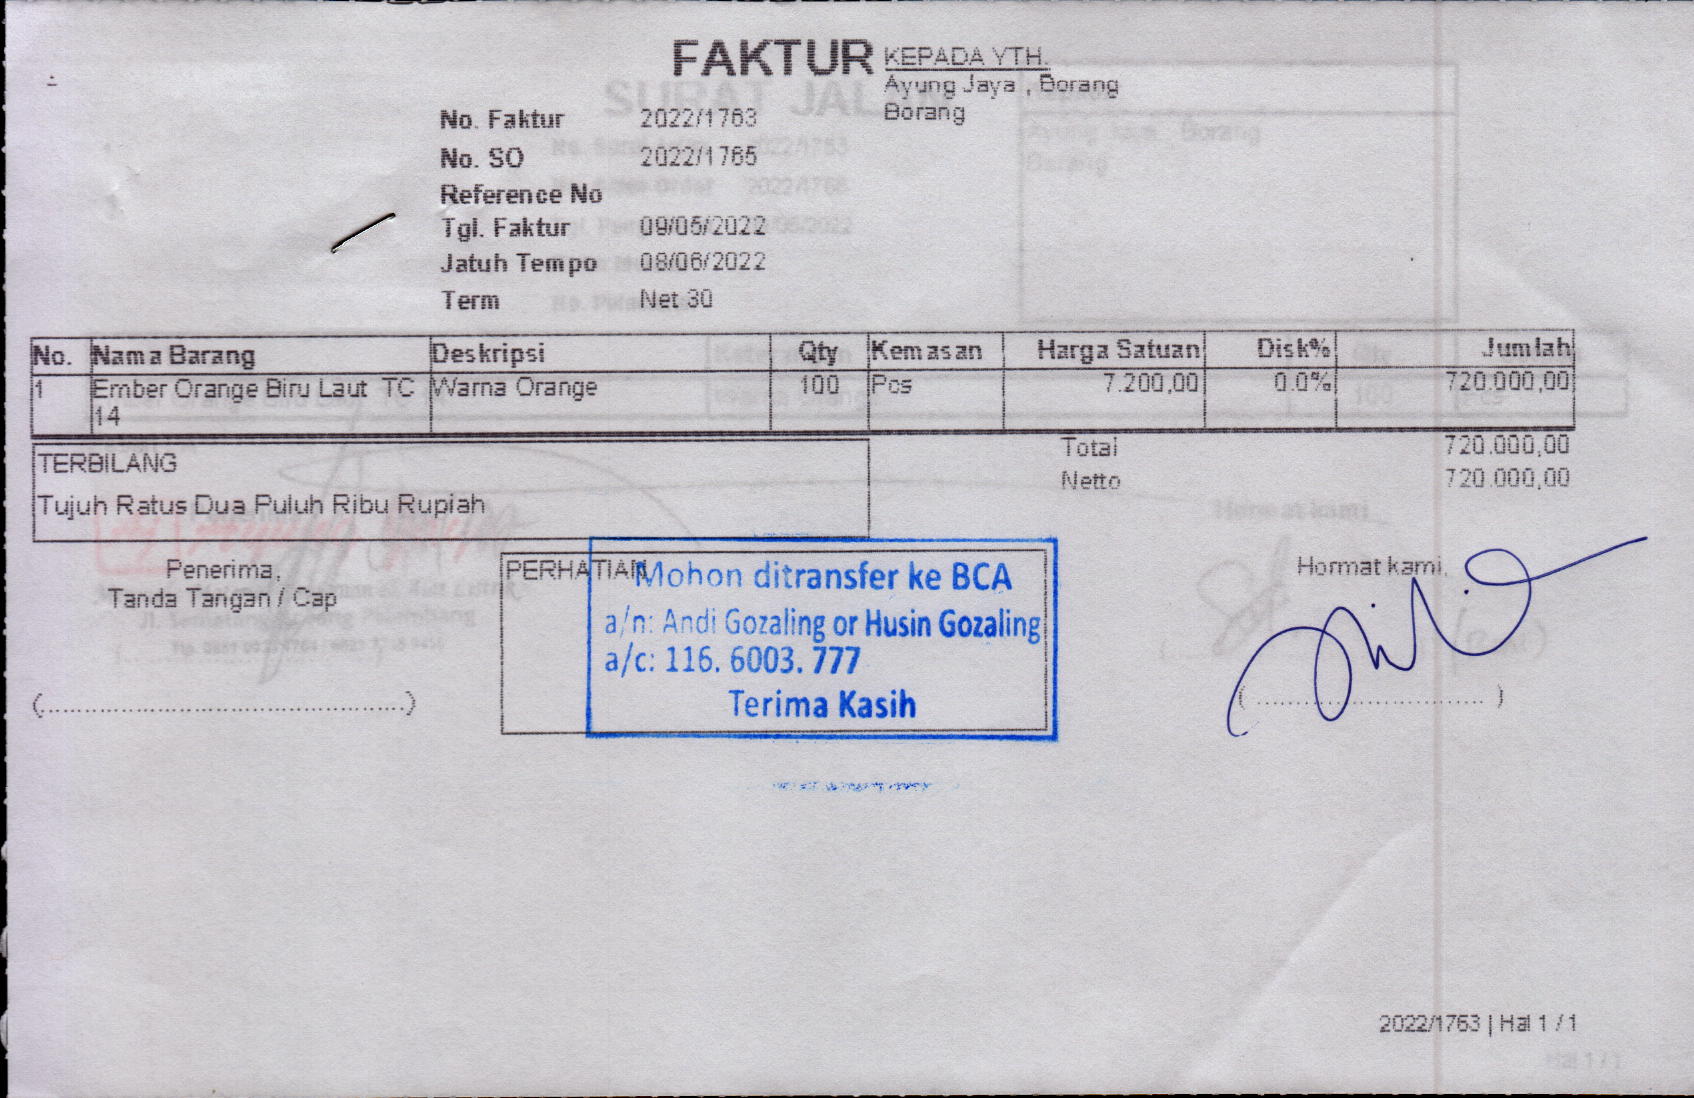 FAKTUR
KEPADA YTH.
Ayung Jaya , Borang
Borang
No. Faktur 2022/1763
No. SO 2022/1765
Reference No
Tgl. Faktur 09/05/2022
Jatuh Tempo 08/06/2022
Term Net 30
No. Nama Barang Deskripsi Qty Kemasan Harga Satuan Disk% Jumlah
1 Ember Orange Biru Laut TC Warna Orange 100 Pcs 7.200,00 0.0% 720.000,00
14
Total 720.000,00
Netto 720.000,00
TERBILANG
Tujuh Ratus Dua Puluh Ribu Rupiah
Penerima,
Tanda Tangan / Cap
(............................................)
PERHATIAN
Mohon ditransfer ke BCA
a/n: Andi Gozaling or Husin Gozaling
a/c: 116. 6003. 777
Terima Kasih
Hormat kami,
(............................)
2022/1763 | Hal 1 / 1